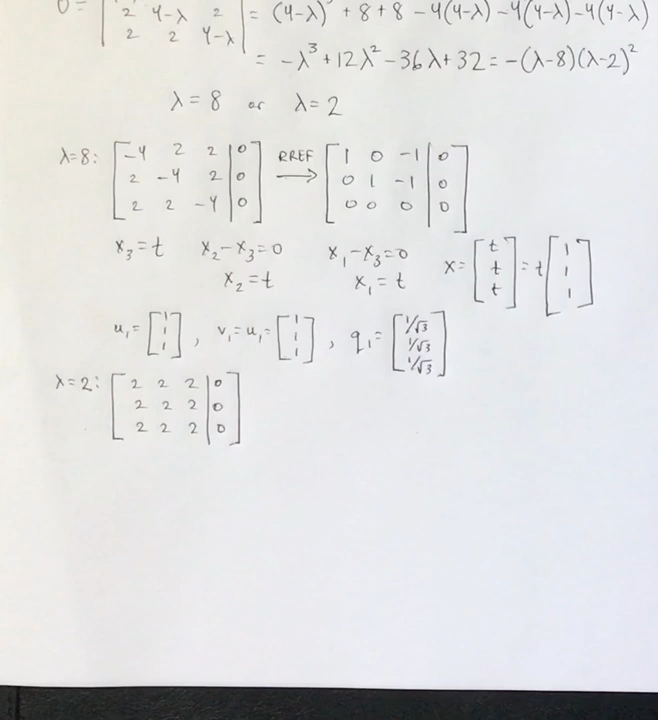 0 = | 2 4-λ 2 | = (4-λ) + 8 + 8 - 4(4-λ) - 4(4-λ) - 4(4-λ)
2 2 4-λ
= -λ³ + 12λ² - 36λ + 32 = -(λ-8)(λ-2)²
λ = 8 or λ = 2
λ=8: [ -4 2 2 | 0 ] RREF → [ 1 0 -1 | 0 ]
[ 2 -4 2 | 0 ] [ 0 1 -1 | 0 ]
[ 2 2 -4 | 0 ] [ 0 0 0 | 0 ]
x₃ = t x₂-x₃=0 x₁-x₃=0 x = [ t t t ] = t [ 1 1 1 ]
x₂ = t x₁ = t
u₁ = [ 1 1 1 ], v₁ = u₁ = [ 1 1 1 ], q₁ = [ 1/√3 1/√3 1/√3 ]
λ=2: [ 2 2 2 | 0 ]
[ 2 2 2 | 0 ]
[ 2 2 2 | 0 ]